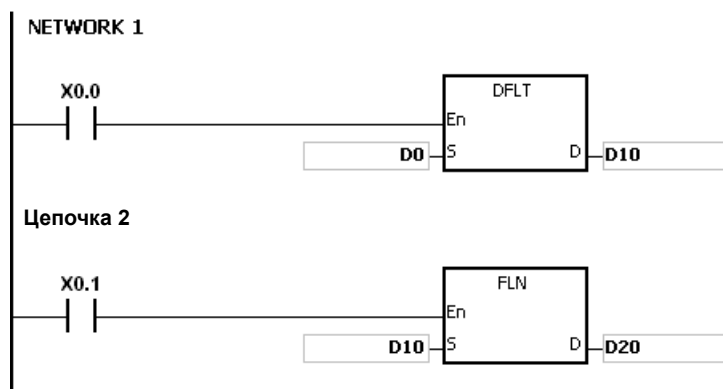 NETWORK 1
X0.0
DFLT
En
D0 S D D10
Цепочка 2
X0.1
FLN
En
D10 S D D20